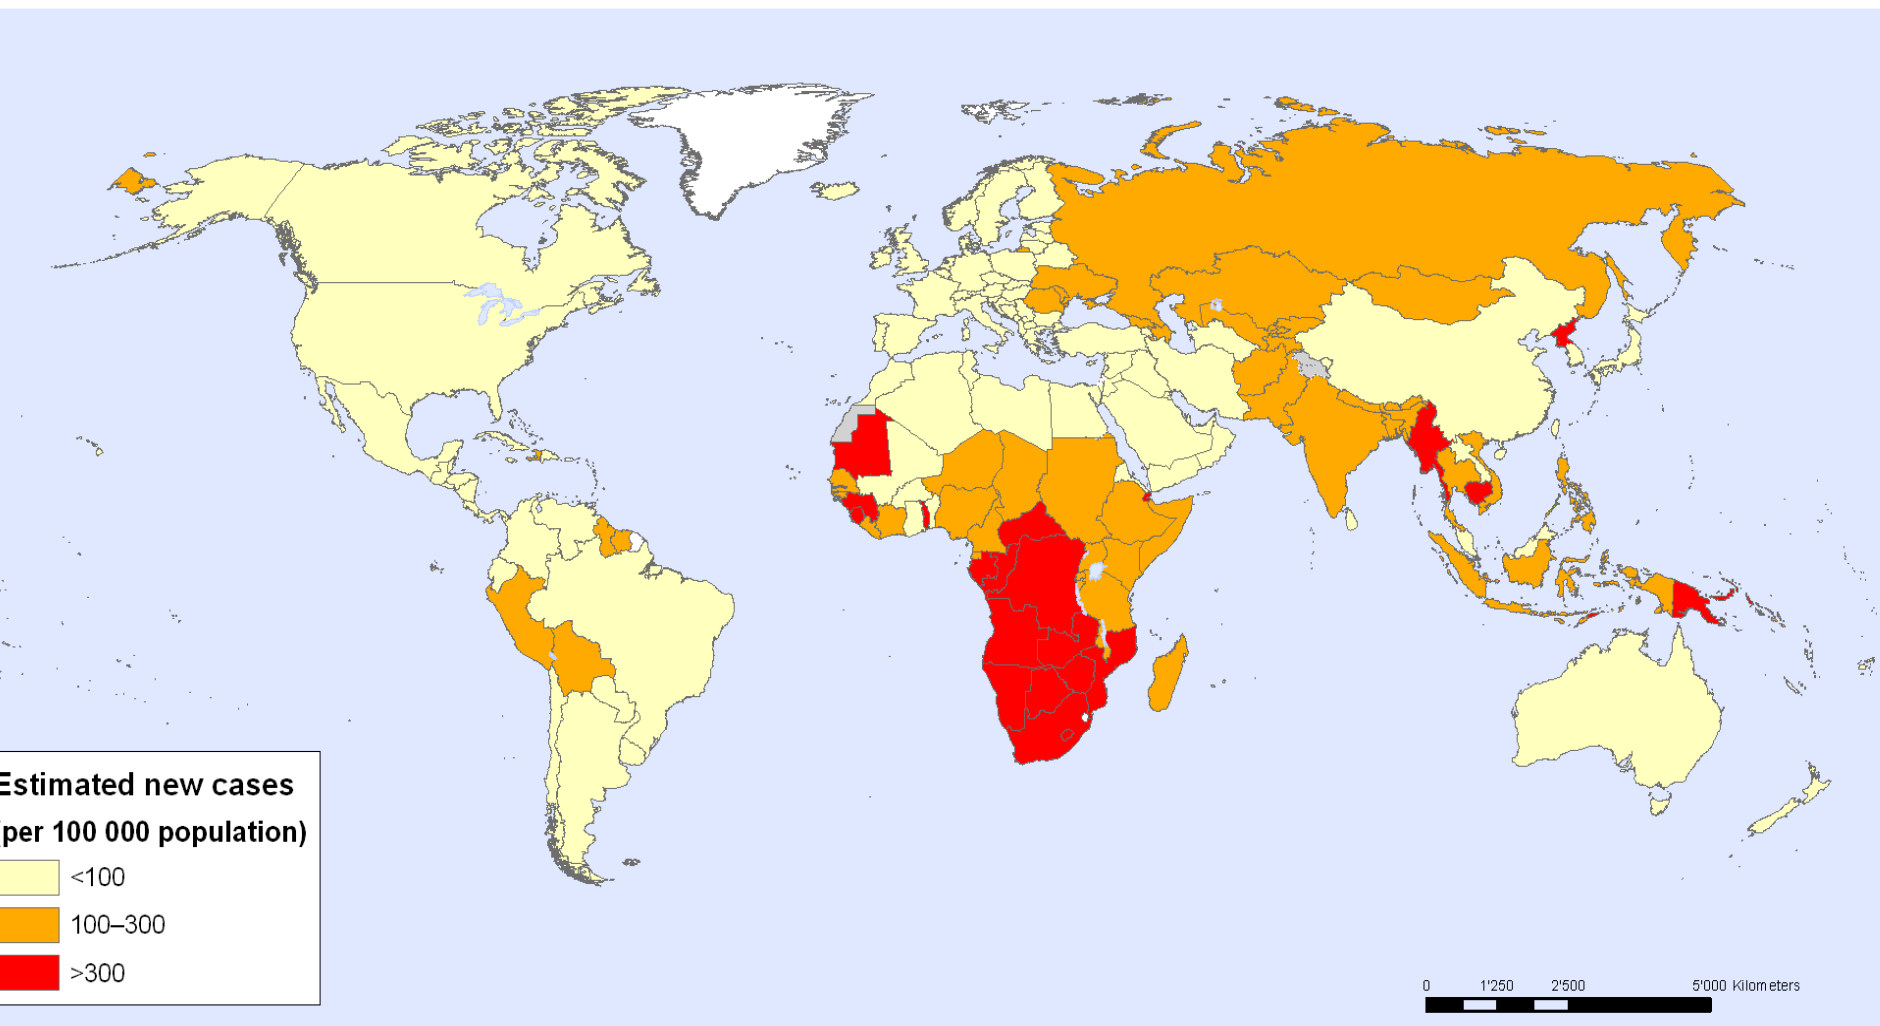 Estimated new cases
(per 100 000 population)
<100
100–300
>300
0 1'250 2'500 5'000 Kilometers